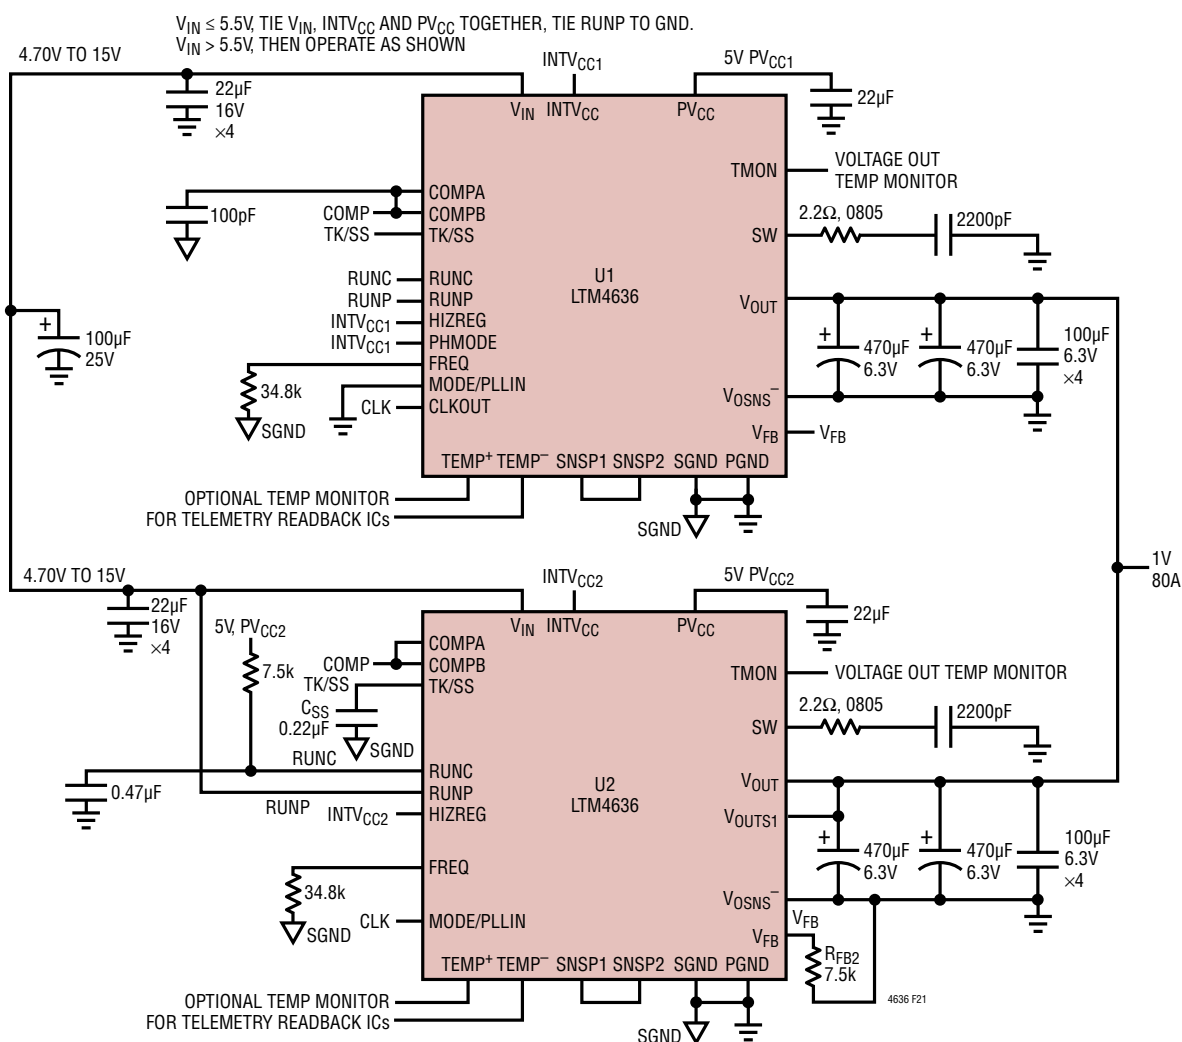 V_IN ≤ 5.5V, TIE V_IN, INTV_CC AND PV_CC TOGETHER, TIE RUNP TO GND.
V_IN > 5.5V, THEN OPERATE AS SHOWN
4.70V TO 15V
INTV_CC1
5V PV_CC1
22µF
16V
×4
22µF
V_IN
INTV_CC
PV_CC
TMON
VOLTAGE OUT
TEMP MONITOR
100pF
COMP
TK/SS
COMPA
COMPB
TK/SS
2.2Ω, 0805
2200pF
SW
RUNC
RUNP
INTV_CC1
INTV_CC1
RUNC
RUNP
HIZREG
PHMODE
FREQ
MODE/PLLIN
CLKOUT
U1
LTM4636
V_OUT
+
100µF
25V
34.8k
SGND
CLK
+
470µF
6.3V
+
470µF
6.3V
100µF
6.3V
×4
V_OSNS⁻
V_FB
V_FB
TEMP⁺
TEMP⁻
SNSP1
SNSP2
SGND
PGND
OPTIONAL TEMP MONITOR
FOR TELEMETRY READBACK ICs
SGND
1V
80A
4.70V TO 15V
INTV_CC2
5V PV_CC2
22µF
16V
×4
22µF
5V, PV_CC2
7.5k
V_IN
INTV_CC
PV_CC
COMP
TK/SS
COMPA
COMPB
TK/SS
TMON
VOLTAGE OUT TEMP MONITOR
C_SS
0.22µF
SGND
2.2Ω, 0805
2200pF
SW
RUNC
0.47µF
RUNP
INTV_CC2
RUNC
RUNP
HIZREG
U2
LTM4636
V_OUT
V_OUTS1
+
470µF
6.3V
+
470µF
6.3V
100µF
6.3V
×4
FREQ
34.8k
SGND
CLK
MODE/PLLIN
V_OSNS⁻
V_FB
V_FB
R_FB2
7.5k
TEMP⁺
TEMP⁻
SNSP1
SNSP2
SGND
PGND
4636 F21
OPTIONAL TEMP MONITOR
FOR TELEMETRY READBACK ICs
SGND